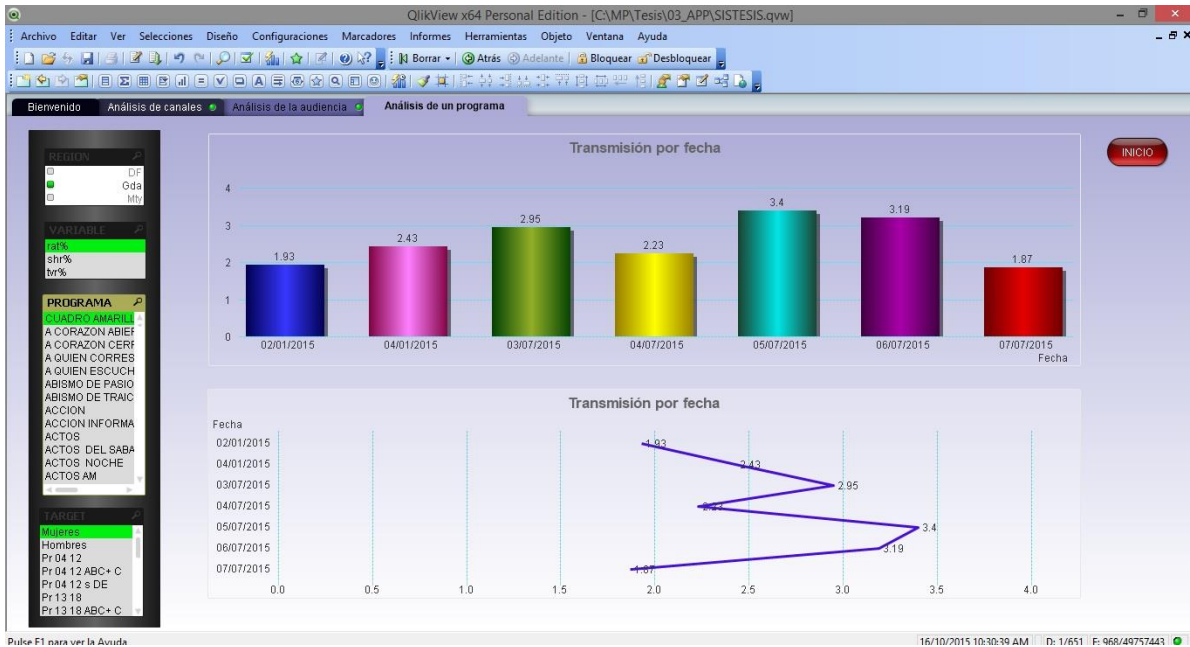 QlikView x64 Personal Edition - [C:\MP\Tesis\03_APP\SISTESIS.qvw]
Archivo Editar Ver Selecciones Diseño Configuraciones Marcadores Informes Herramientas Objeto Ventana Ayuda
Borrar Atrás Adelante Bloquear Desbloquear
Bienvenido Análisis de canales Análisis de la audiencia Análisis de un programa
INICIO
REGION
DF
Gda
Mty
VARIABLE
rat%
shr%
tvr%
PROGRAMA
CUADRO AMARILL
A CORAZON ABIER
A CORAZON CERR
A QUIEN CORRES
A QUIEN ESCUCH
ABISMO DE PASIO
ABISMO DE TRAIC
ACCION
ACCION INFORMA
ACTOS
ACTOS DEL SABA
ACTOS NOCHE
ACTOS AM
TARGET
Mujeres
Hombres
Pr 04 12
Pr 04 12 ABC+ C
Pr 04 12 s DE
Pr 13 18
Pr 13 18 ABC+ C
Transmisión por fecha
4
3
2
1
0
1.93
2.43
2.95
2.23
3.4
3.19
1.87
02/01/2015 04/01/2015 03/07/2015 04/07/2015 05/07/2015 06/07/2015 07/07/2015
Fecha
Transmisión por fecha
Fecha
02/01/2015 1.93
04/01/2015 2.43
03/07/2015 2.95
04/07/2015 2.23
05/07/2015 3.4
06/07/2015 3.19
07/07/2015 1.87
0.0 0.5 1.0 1.5 2.0 2.5 3.0 3.5 4.0
Pulse F1 para ver la Ayuda
16/10/2015 10:30:39 AM D: 1/651 F: 968/49757443